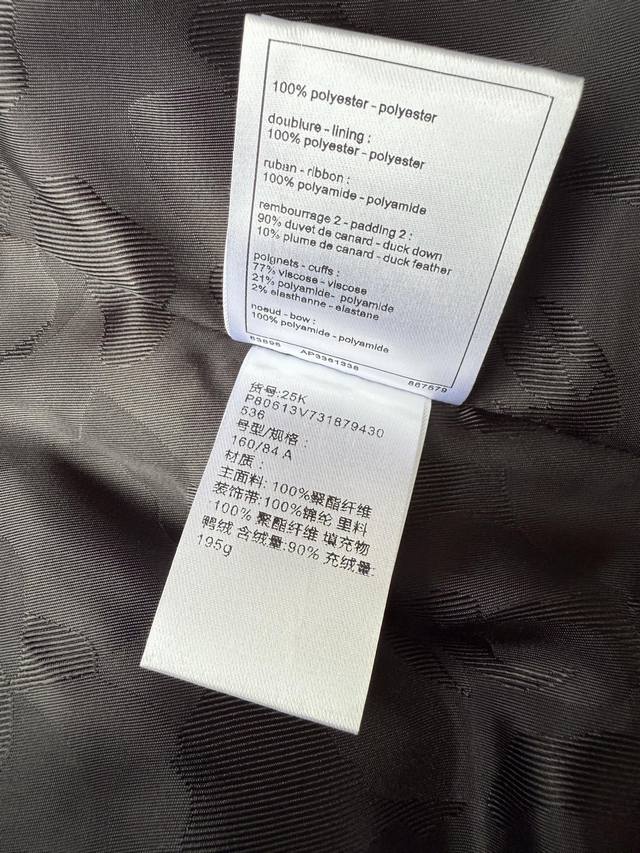 100% polyester - polyester
doublure - lining :
100% polyester - polyester
ruban - ribbon :
100% polyamide - polyamide
rembourrage 2 - padding 2 :
90% duvet de canard - duck down
10% plume de canard - duck feather
poignets - cuffs :
77% viscose - viscose
21% polyamide- polyamide
2% elasthanne - elastane
noeud - bow :
100% polyamide - polyamide
63898 AP3361338 867579
货号:25K
P80613V731879430
536
号型/规格：
160/84 A
材质：
主面料: 100%聚酯纤维
装饰带:100%锦纶 里料
:100% 聚酯纤维 填充物
鸭绒 含绒量:90% 充绒量:
195g